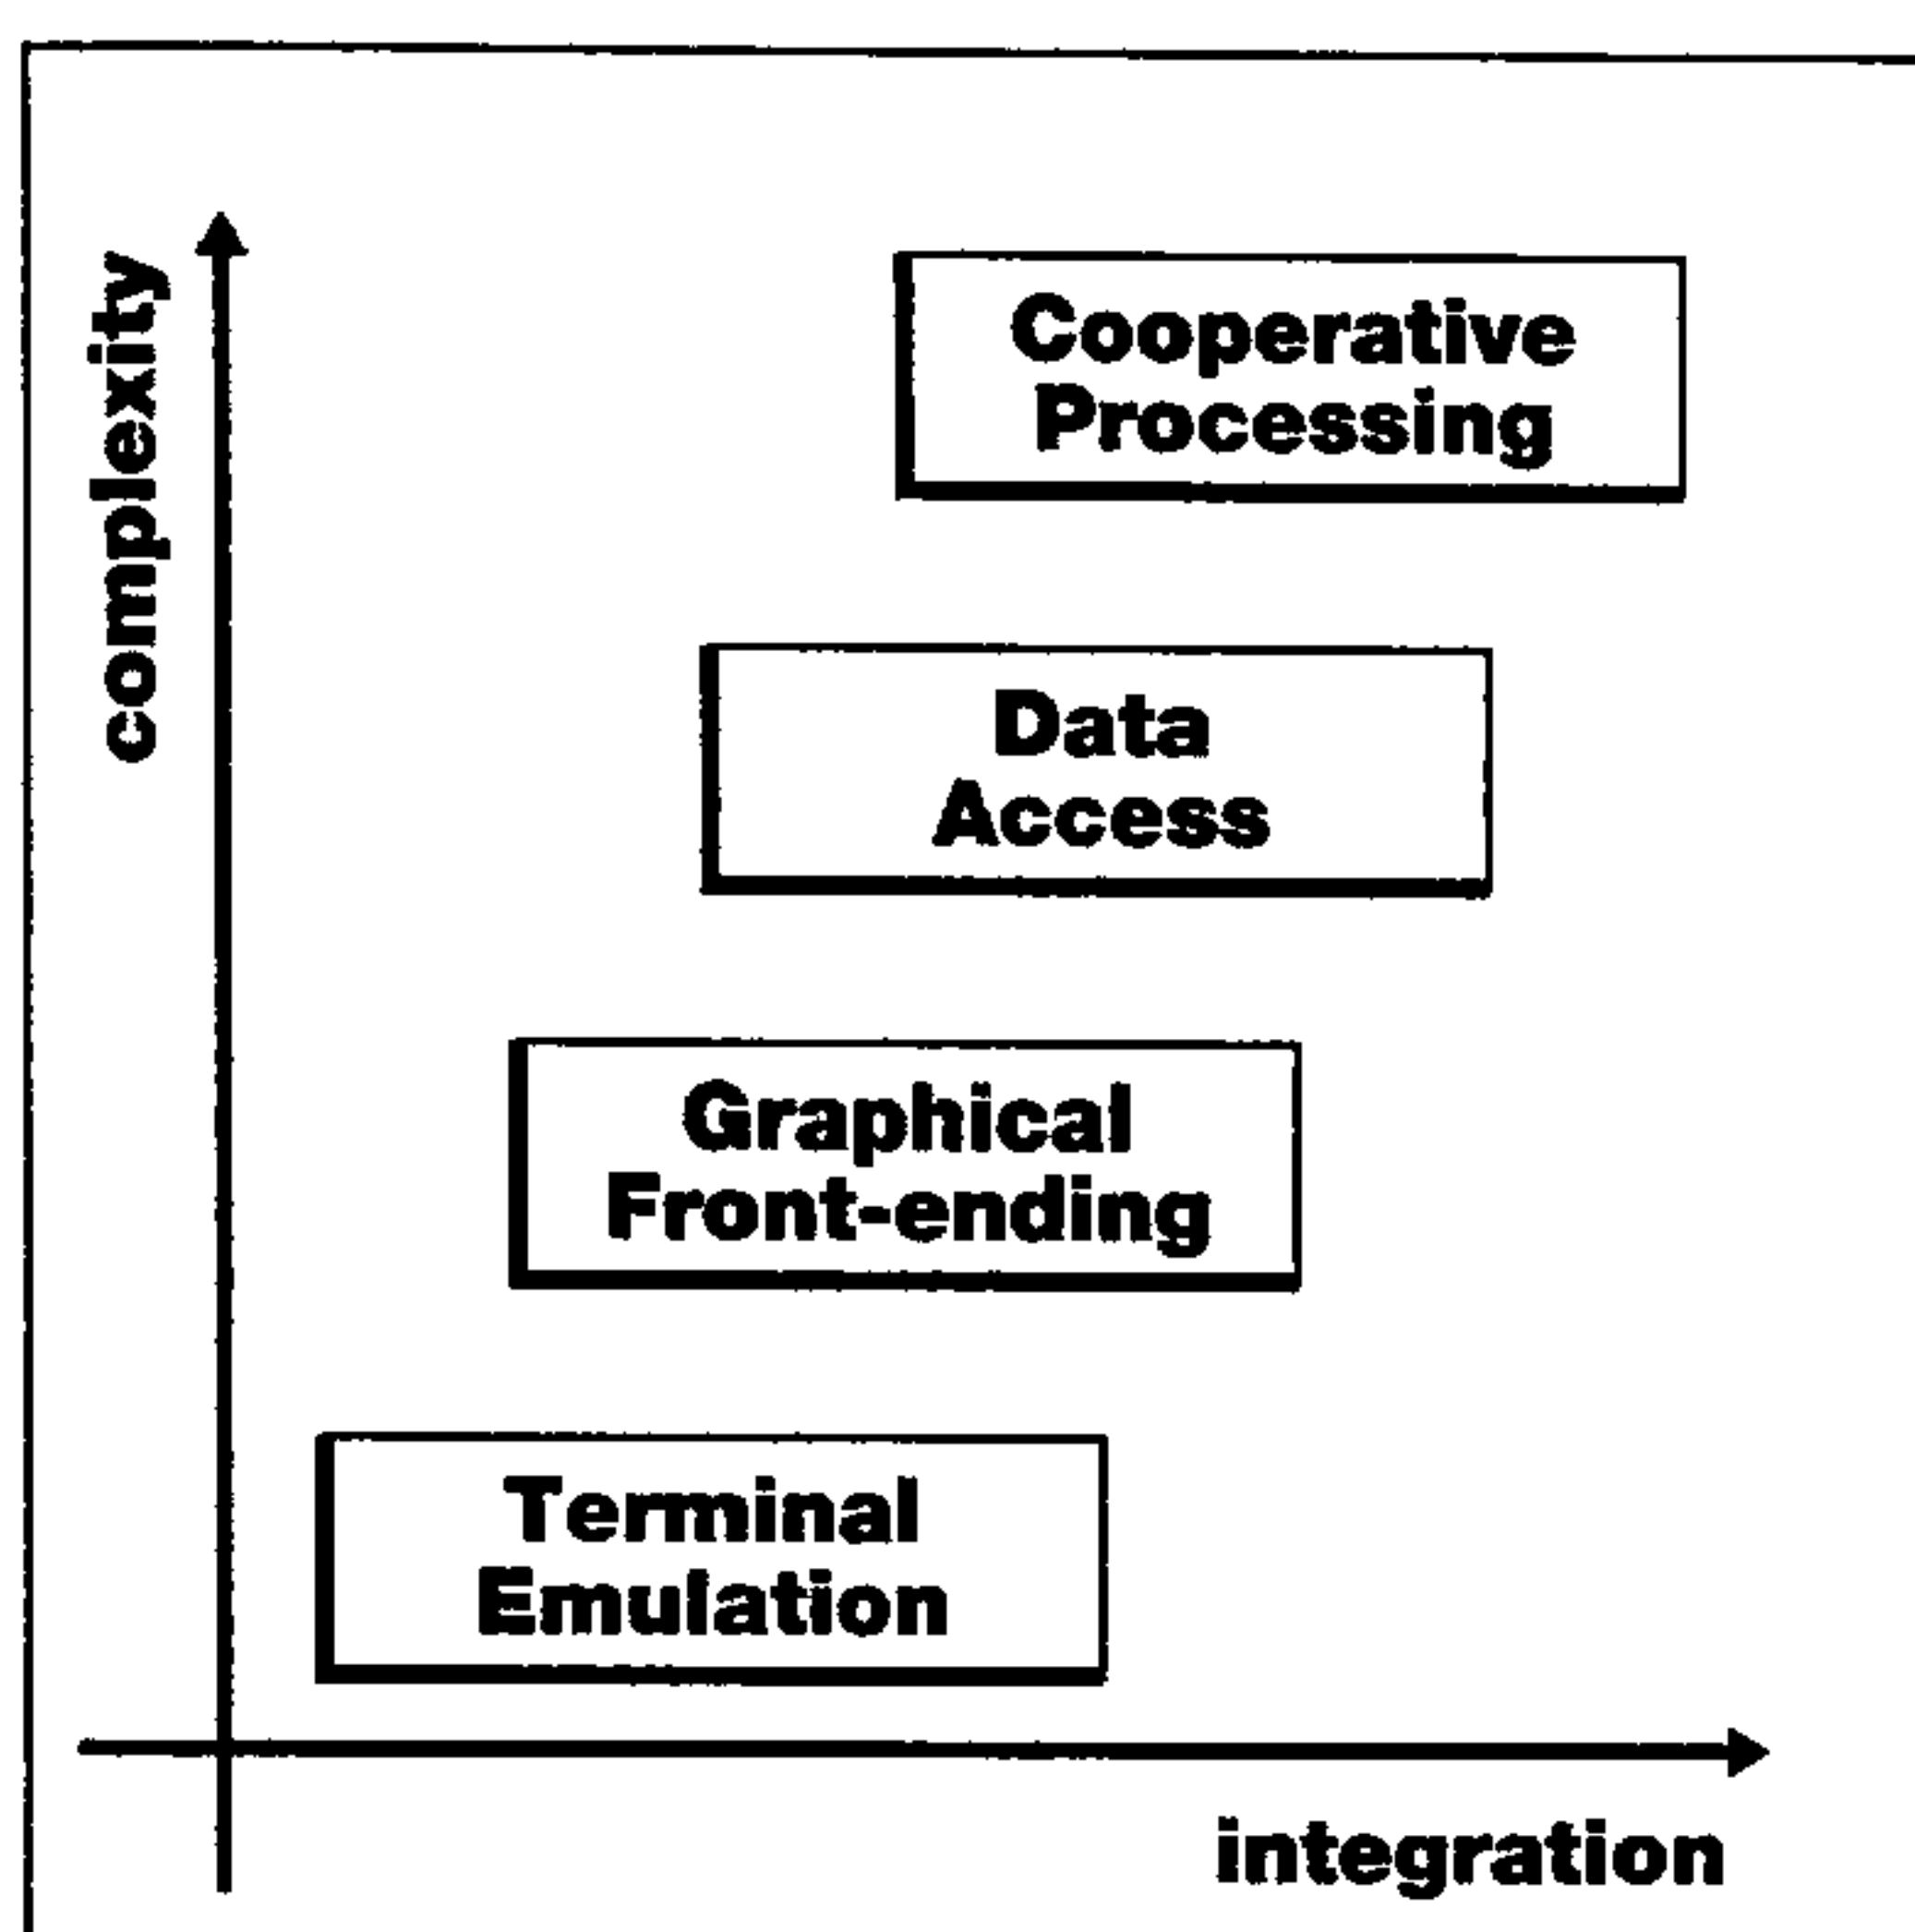 complexity
Cooperative
Processing
Data
Access
Graphical
Front-ending
Terminal
Emulation
integration